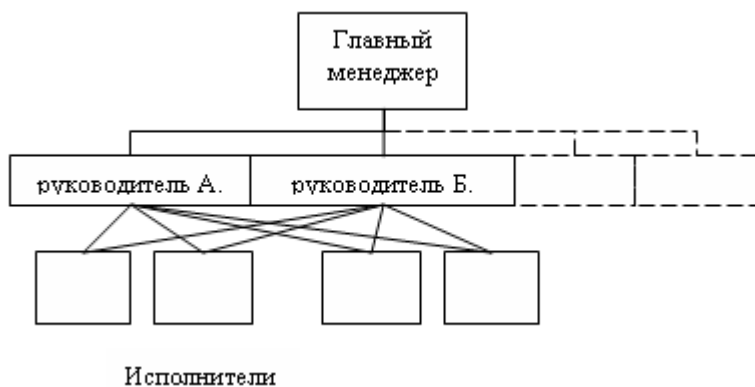 Главный
менеджер
руководитель А.
руководитель Б.
Исполнители